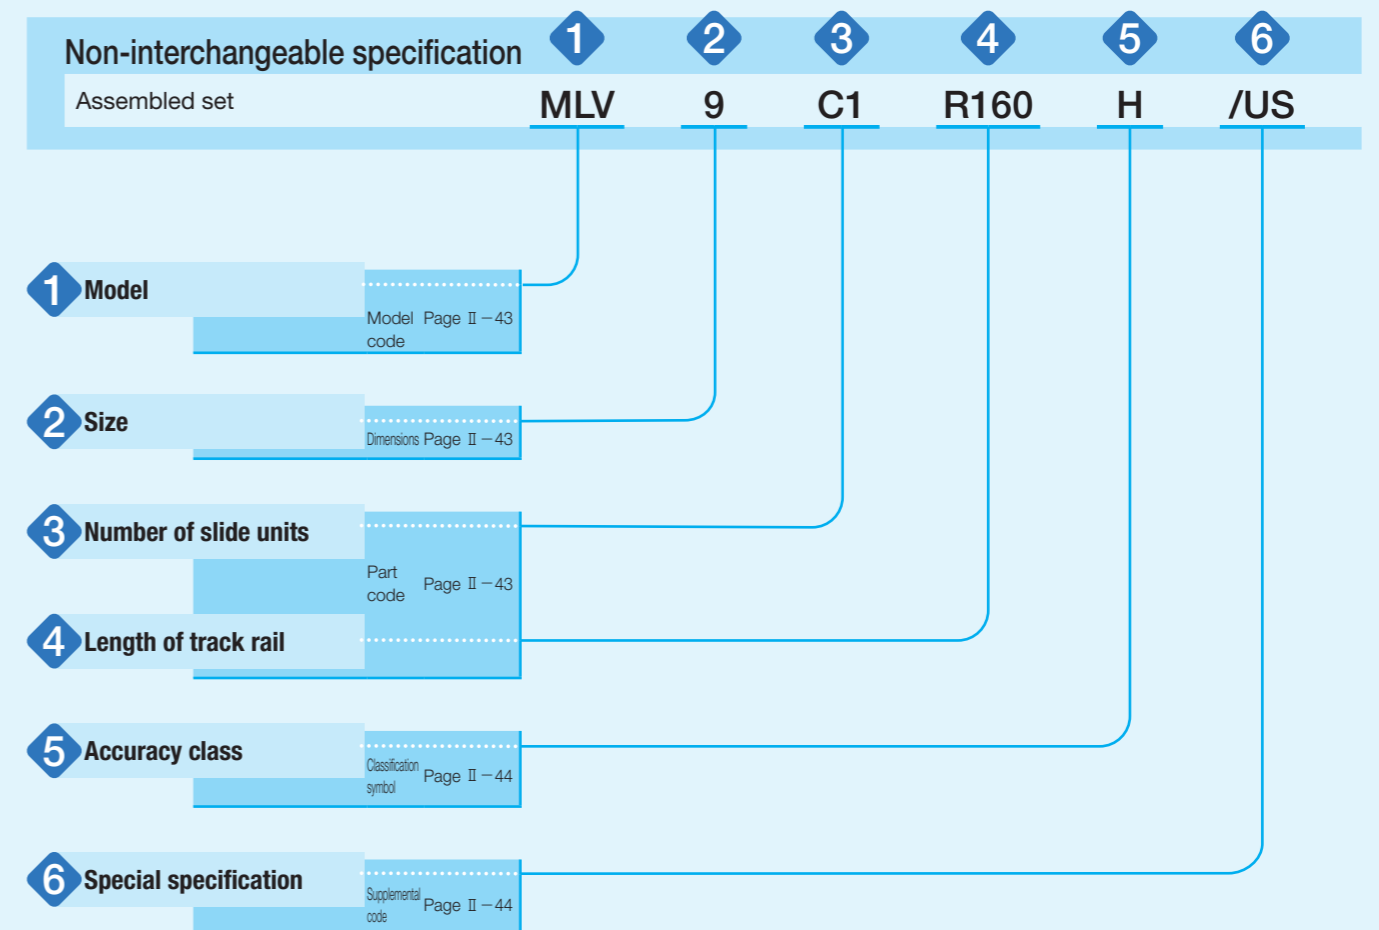 1 2 3 4 5 6
Non-interchangeable specification
Assembled set MLV 9 C1 R160 H /US
1 Model
Model Page Ⅱ－43
code
2 Size
Dimensions Page Ⅱ－43
3 Number of slide units
Part
code Page Ⅱ－43
4 Length of track rail
5 Accuracy class
Classification
symbol Page Ⅱ－44
6 Special specification
Supplemental
code Page Ⅱ－44